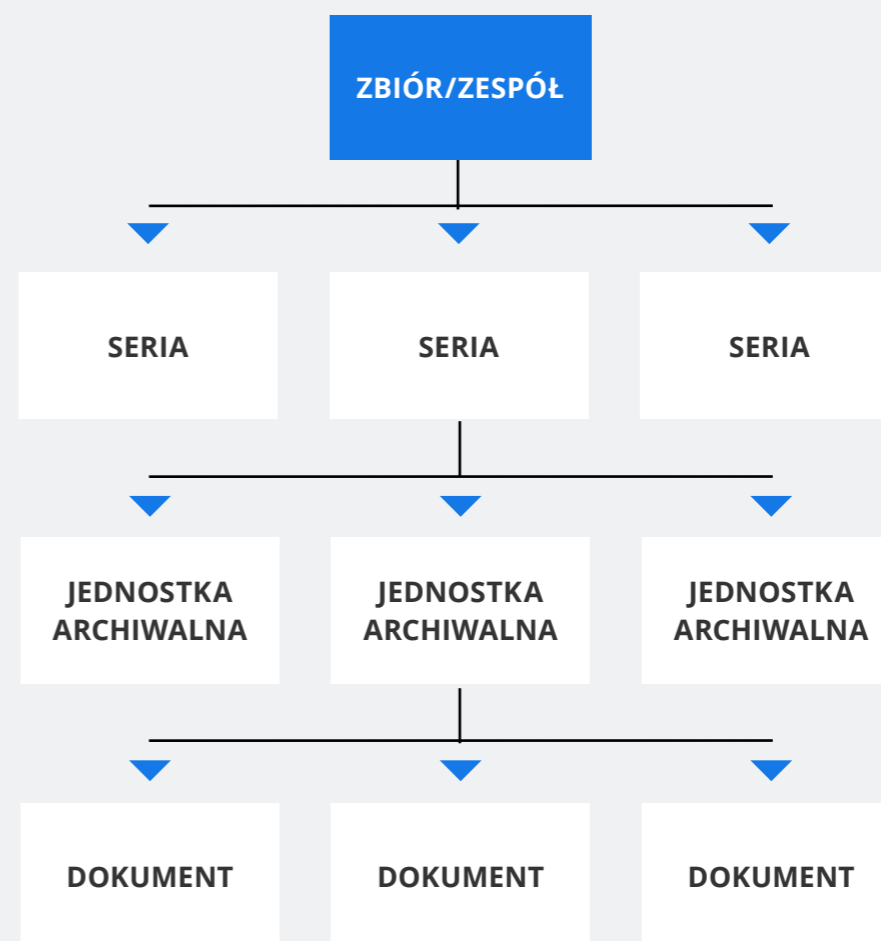 ZBIÓR/ZESPÓŁ
SERIA
SERIA
SERIA
JEDNOSTKA
ARCHIWALNA
JEDNOSTKA
ARCHIWALNA
JEDNOSTKA
ARCHIWALNA
DOKUMENT
DOKUMENT
DOKUMENT